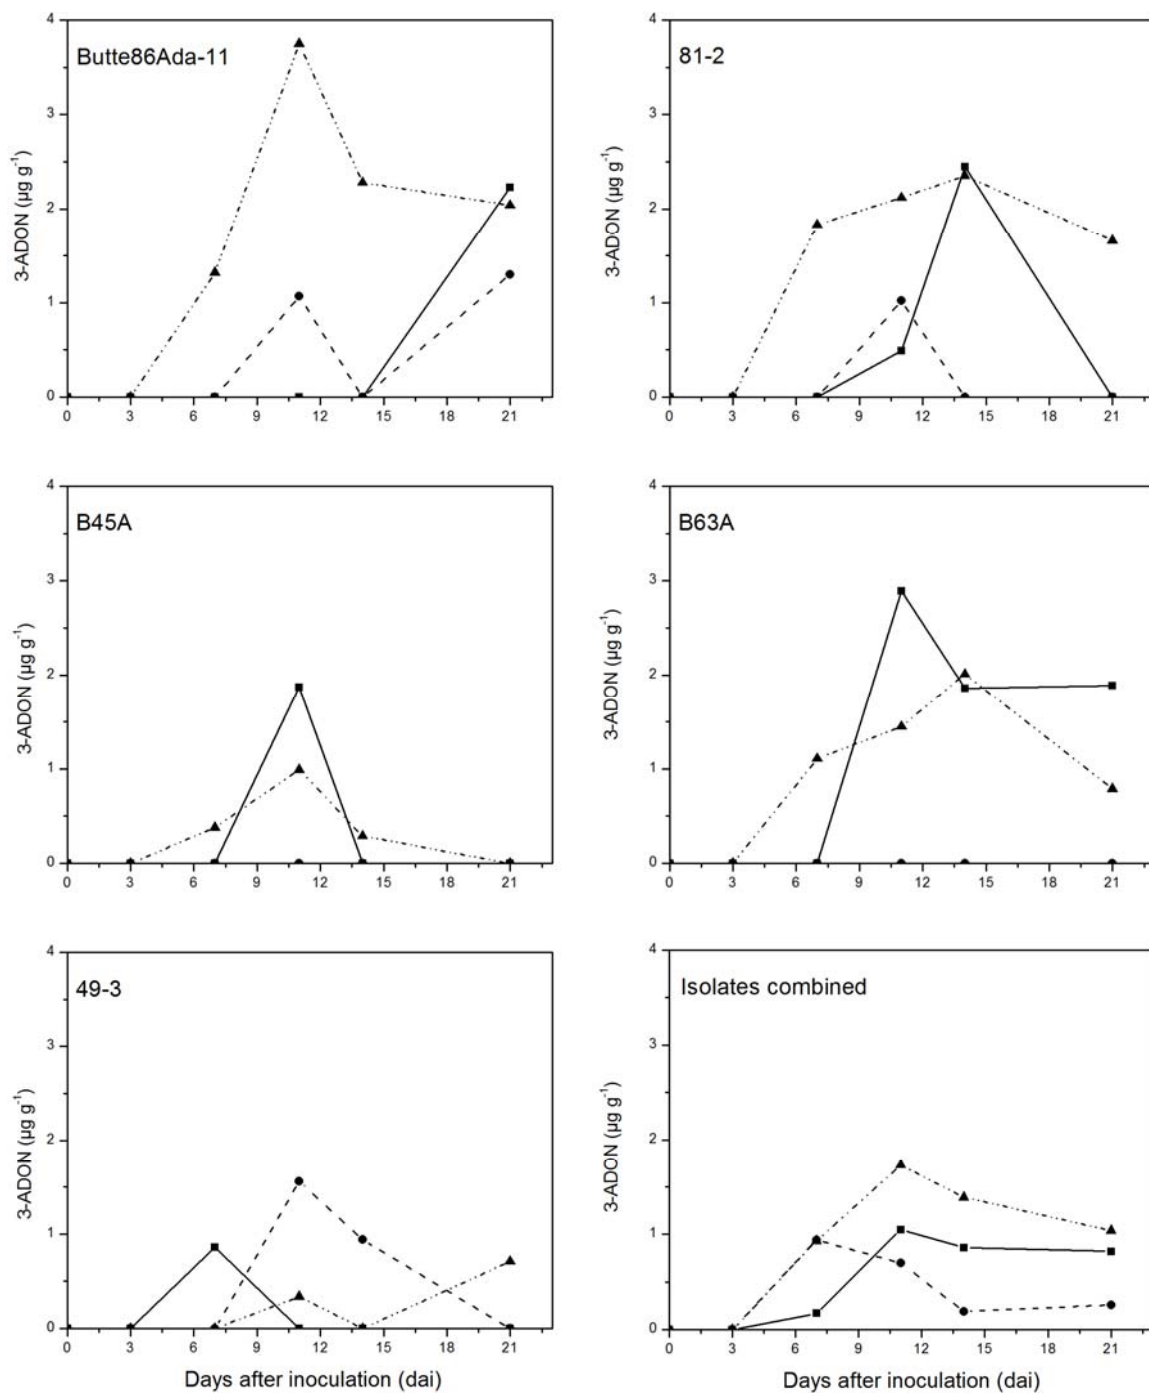 Butte86Ada-11
3-ADON (µg g⁻¹)
4
3
2
1
0
0 3 6 9 12 15 18 21
81-2
3-ADON (µg g⁻¹)
4
3
2
1
0
0 3 6 9 12 15 18 21
B45A
3-ADON (µg g⁻¹)
4
3
2
1
0
0 3 6 9 12 15 18 21
B63A
3-ADON (µg g⁻¹)
4
3
2
1
0
0 3 6 9 12 15 18 21
49-3
3-ADON (µg g⁻¹)
4
3
2
1
0
0 3 6 9 12 15 18 21
Days after inoculation (dai)
Isolates combined
3-ADON (µg g⁻¹)
4
3
2
1
0
0 3 6 9 12 15 18 21
Days after inoculation (dai)